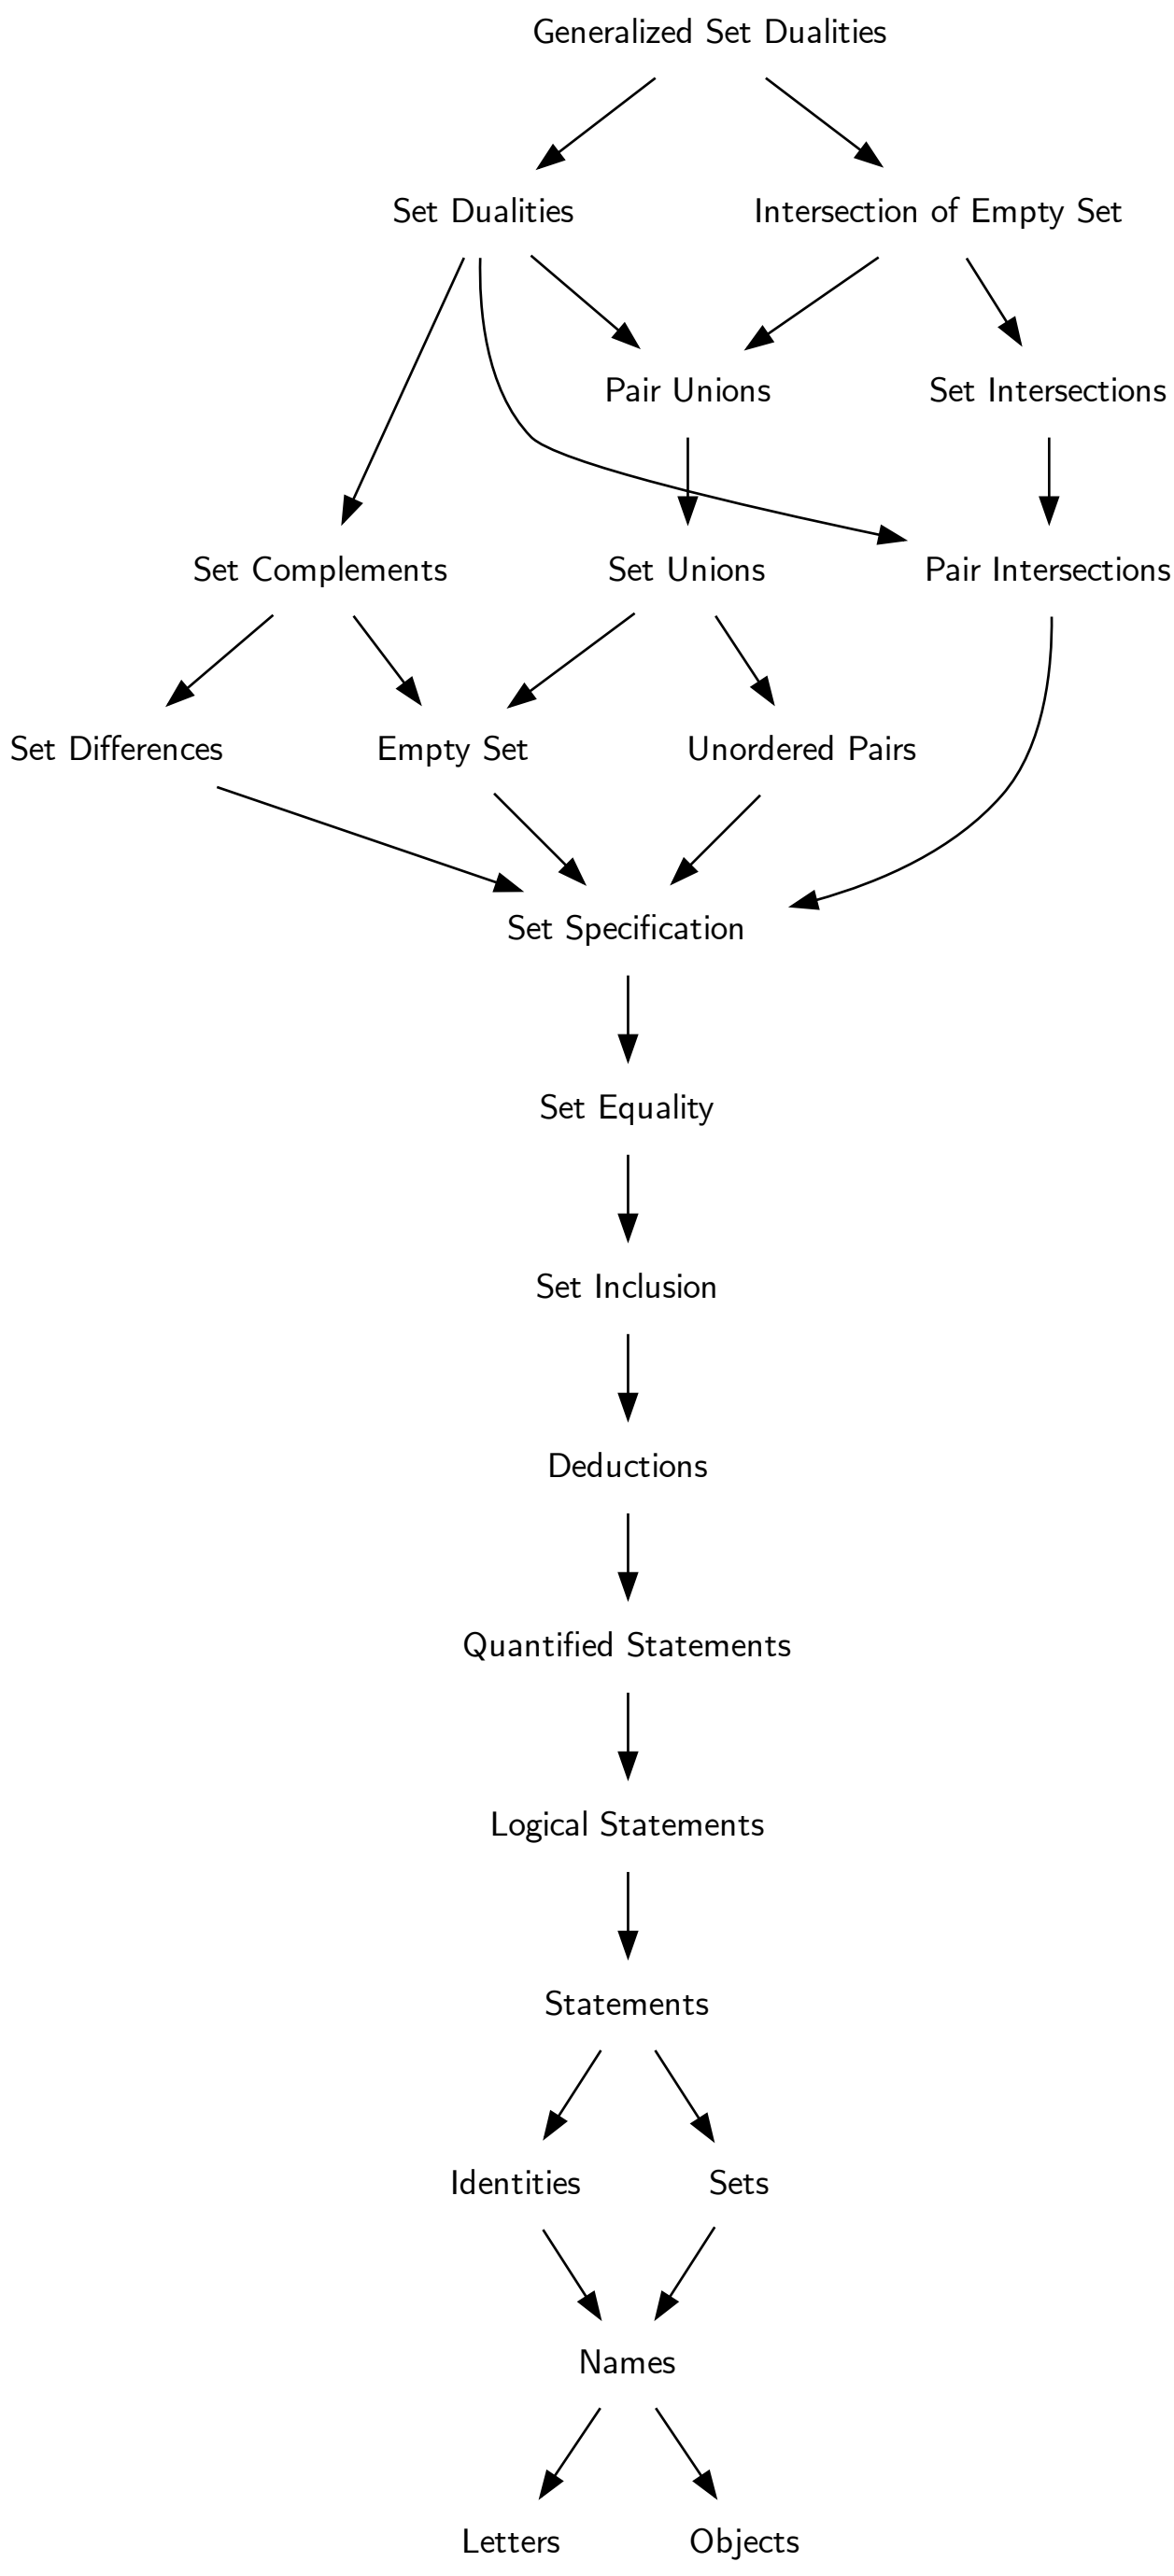 Generalized Set Dualities
Set Dualities
Intersection of Empty Set
Pair Unions
Set Intersections
Set Complements
Set Unions
Pair Intersections
Set Differences
Empty Set
Unordered Pairs
Set Specification
Set Equality
Set Inclusion
Deductions
Quantified Statements
Logical Statements
Statements
Identities
Sets
Names
Letters
Objects